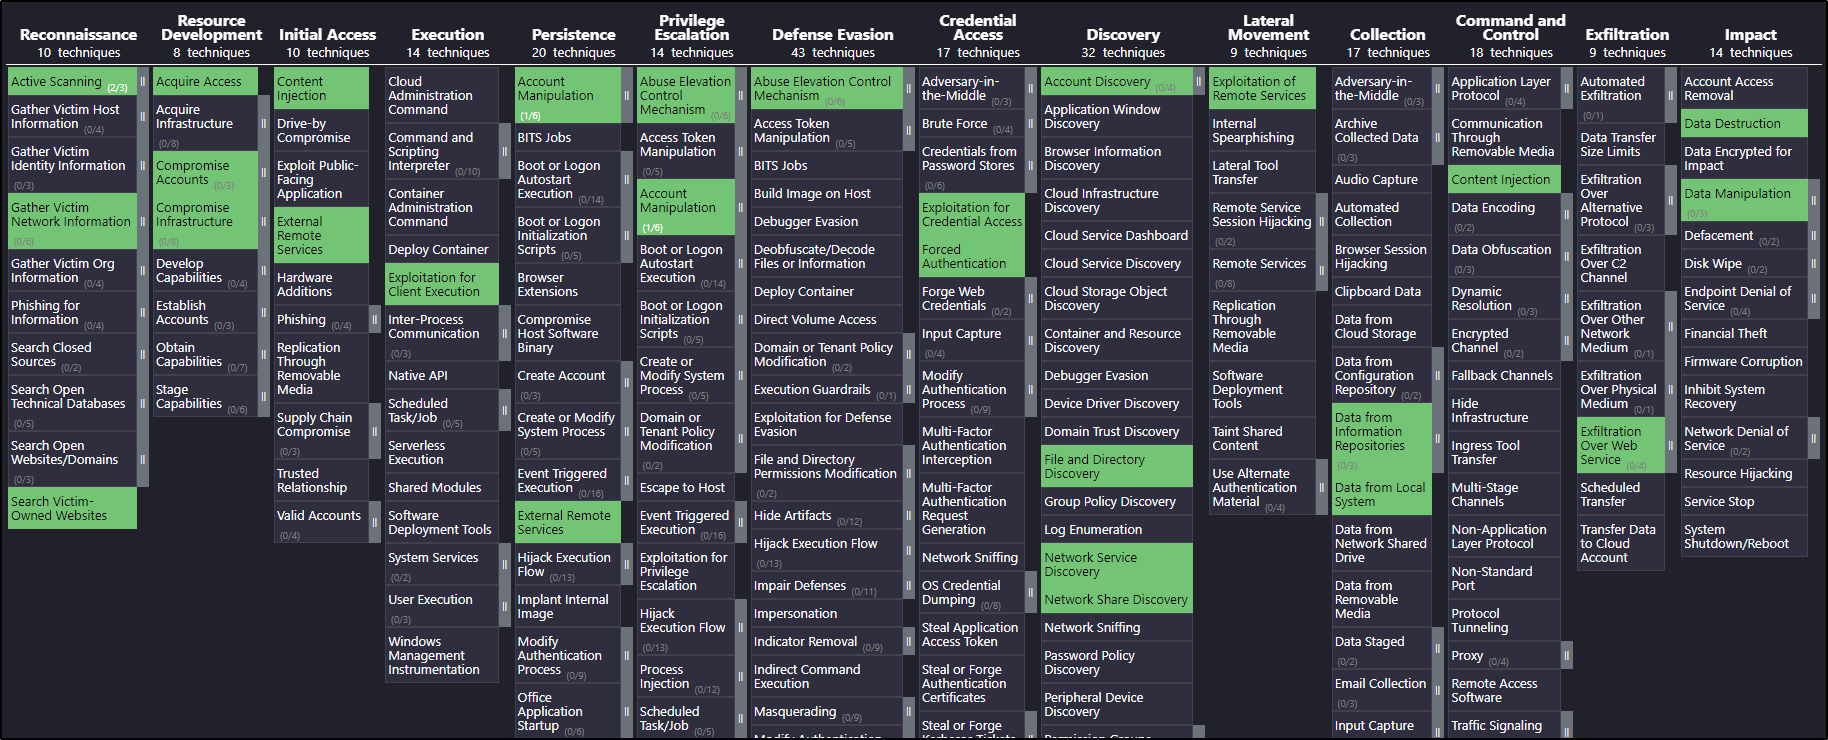 Reconnaissance
10 techniques
Active Scanning (2/3)
Gather Victim Host
Information (0/4)
Gather Victim
Identity Information
(0/3)
Gather Victim
Network Information
(0/6)
Gather Victim Org
Information (0/4)
Phishing for
Information (0/4)
Search Closed
Sources (0/2)
Search Open
Technical Databases
(0/5)
Search Open
Websites/Domains
(0/3)
Search Victim-
Owned Websites
Resource
Development
8 techniques
Acquire Access
Acquire
Infrastructure
(0/8)
Compromise
Accounts (0/3)
Compromise
Infrastructure
(0/8)
Develop
Capabilities (0/4)
Establish
Accounts (0/3)
Obtain
Capabilities (0/7)
Stage
Capabilities (0/6)
Initial Access
10 techniques
Content
Injection
Drive-by
Compromise
Exploit Public-
Facing
Application
External
Remote
Services
Hardware
Additions
Phishing (0/4)
Replication
Through
Removable
Media
Supply Chain
Compromise
(0/3)
Trusted
Relationship
Valid Accounts
(0/4)
Execution
14 techniques
Cloud
Administration
Command
Command and
Scripting
Interpreter (0/10)
Container
Administration
Command
Deploy Container
Exploitation for
Client Execution
Inter-Process
Communication
(0/3)
Native API
Scheduled
Task/Job (0/5)
Serverless
Execution
Shared Modules
Software
Deployment Tools
System Services
(0/2)
User Execution
(0/3)
Windows
Management
Instrumentation
Persistence
20 techniques
Account
Manipulation
(1/6)
BITS Jobs
Boot or Logon
Autostart
Execution (0/14)
Boot or Logon
Initialization
Scripts (0/5)
Browser
Extensions
Compromise
Host Software
Binary
Create Account
(0/3)
Create or Modify
System Process
(0/5)
Event Triggered
Execution (0/16)
External Remote
Services
Hijack Execution
Flow (0/13)
Implant Internal
Image
Modify
Authentication
Process (0/9)
Office
Application
Startup (0/6)
Privilege
Escalation
14 techniques
Abuse Elevation
Control
Mechanism (0/6)
Access Token
Manipulation
(0/5)
Account
Manipulation
(1/6)
Boot or Logon
Autostart
Execution (0/14)
Boot or Logon
Initialization
Scripts (0/5)
Create or
Modify System
Process (0/5)
Domain or
Tenant Policy
Modification
(0/2)
Escape to Host
Event Triggered
Execution (0/16)
Exploitation for
Privilege
Escalation
Hijack
Execution Flow
(0/13)
Process
Injection (0/12)
Scheduled
Task/Job (0/5)
Defense Evasion
43 techniques
Abuse Elevation Control
Mechanism (0/6)
Access Token
Manipulation (0/5)
BITS Jobs
Build Image on Host
Debugger Evasion
Deobfuscate/Decode
Files or Information
Deploy Container
Direct Volume Access
Domain or Tenant Policy
Modification (0/2)
Execution Guardrails (0/1)
Exploitation for Defense
Evasion
File and Directory
Permissions Modification
(0/2)
Hide Artifacts (0/12)
Hijack Execution Flow
(0/13)
Impair Defenses (0/11)
Impersonation
Indicator Removal (0/9)
Indirect Command
Execution
Masquerading (0/9)
Modify Authentication
Credential
Access
17 techniques
Adversary-in-
the-Middle (0/3)
Brute Force (0/4)
Credentials from
Password Stores
(0/6)
Exploitation for
Credential Access
Forced
Authentication
Forge Web
Credentials (0/2)
Input Capture
(0/4)
Modify
Authentication
Process (0/9)
Multi-Factor
Authentication
Interception
Multi-Factor
Authentication
Request
Generation
Network Sniffing
OS Credential
Dumping (0/8)
Steal Application
Access Token
Steal or Forge
Authentication
Certificates
Steal or Forge
Kerberos Tickets
Discovery
32 techniques
Account Discovery (0/4)
Application Window
Discovery
Browser Information
Discovery
Cloud Infrastructure
Discovery
Cloud Service Dashboard
Cloud Service Discovery
Cloud Storage Object
Discovery
Container and Resource
Discovery
Debugger Evasion
Device Driver Discovery
Domain Trust Discovery
File and Directory
Discovery
Group Policy Discovery
Log Enumeration
Network Service
Discovery
Network Share Discovery
Network Sniffing
Password Policy
Discovery
Peripheral Device
Discovery
Permission Groups
Lateral
Movement
9 techniques
Exploitation of
Remote Services
Internal
Spearphishing
Lateral Tool
Transfer
Remote Service
Session Hijacking
(0/2)
Remote Services
(0/8)
Replication
Through
Removable
Media
Software
Deployment
Tools
Taint Shared
Content
Use Alternate
Authentication
Material (0/4)
Collection
17 techniques
Adversary-in-
the-Middle (0/3)
Archive
Collected Data
(0/3)
Audio Capture
Automated
Collection
Browser Session
Hijacking
Clipboard Data
Data from
Cloud Storage
Data from
Configuration
Repository (0/2)
Data from
Information
Repositories
(0/3)
Data from Local
System
Data from
Network Shared
Drive
Data from
Removable
Media
Data Staged
(0/2)
Email Collection
(0/3)
Input Capture
Command and
Control
18 techniques
Application Layer
Protocol (0/4)
Communication
Through
Removable Media
Content Injection
Data Encoding
(0/2)
Data Obfuscation
(0/3)
Dynamic
Resolution (0/3)
Encrypted
Channel (0/2)
Fallback Channels
Hide
Infrastructure
Ingress Tool
Transfer
Multi-Stage
Channels
Non-Application
Layer Protocol
Non-Standard
Port
Protocol
Tunneling
Proxy (0/4)
Remote Access
Software
Traffic Signaling
Exfiltration
9 techniques
Automated
Exfiltration
(0/1)
Data Transfer
Size Limits
Exfiltration
Over
Alternative
Protocol (0/3)
Exfiltration
Over C2
Channel
Exfiltration
Over Other
Network
Medium (0/1)
Exfiltration
Over Physical
Medium (0/1)
Exfiltration
Over Web
Service (0/4)
Scheduled
Transfer
Transfer Data
to Cloud
Account
Impact
14 techniques
Account Access
Removal
Data Destruction
Data Encrypted for
Impact
Data Manipulation
(0/3)
Defacement (0/2)
Disk Wipe (0/2)
Endpoint Denial of
Service (0/4)
Financial Theft
Firmware Corruption
Inhibit System
Recovery
Network Denial of
Service (0/2)
Resource Hijacking
Service Stop
System
Shutdown/Reboot